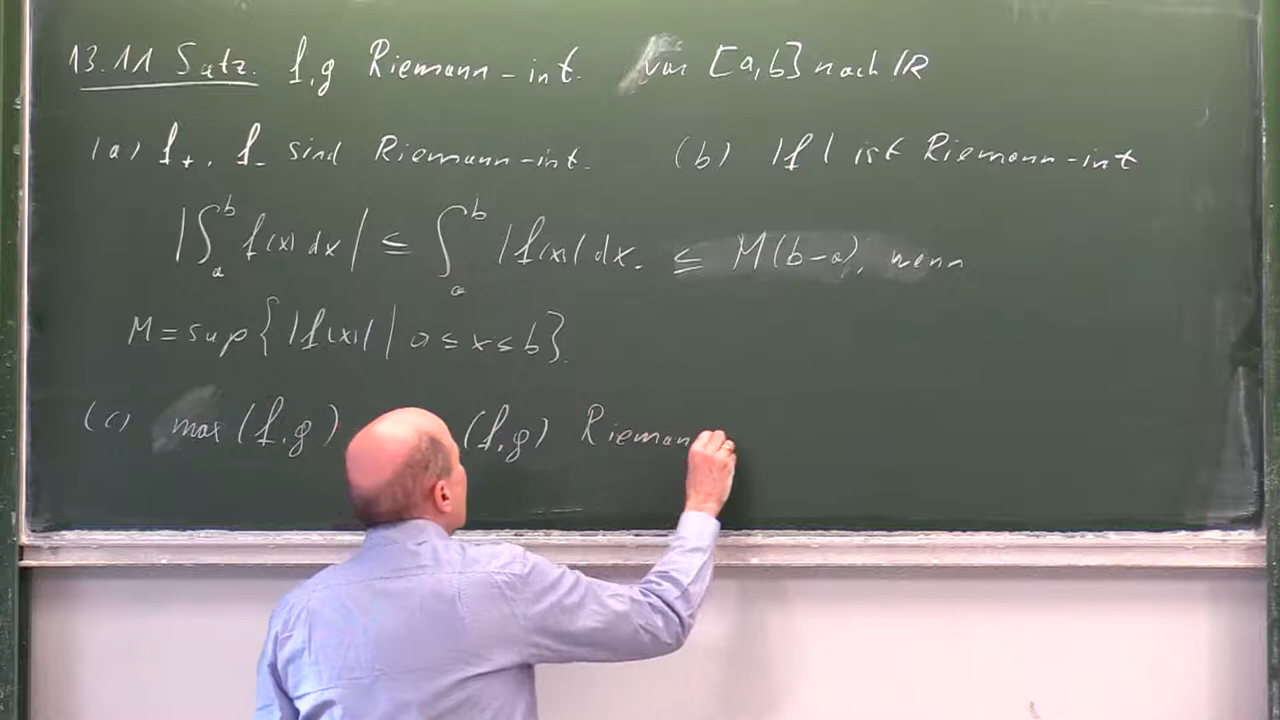 13.11 Satz. f,g Riemann-int. von [a,b] nach ℝ
(a) f₊, f₋ sind Riemann-int. (b) |f| ist Riemann-int
|∫ₐᵇ f(x) dx| ≤ ∫ₐᵇ |f(x)| dx. ≤ M(b-a), wenn
M = sup{|f(x)| | a ≤ x ≤ b}.
(c) max(f,g) (f,g) Rieman